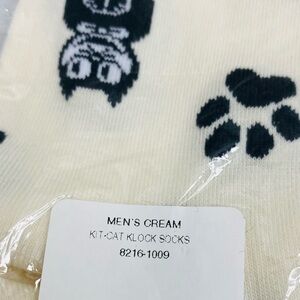 MEN'S CREAM
KIT-CAT KLOCK SOCKS
8216-1009